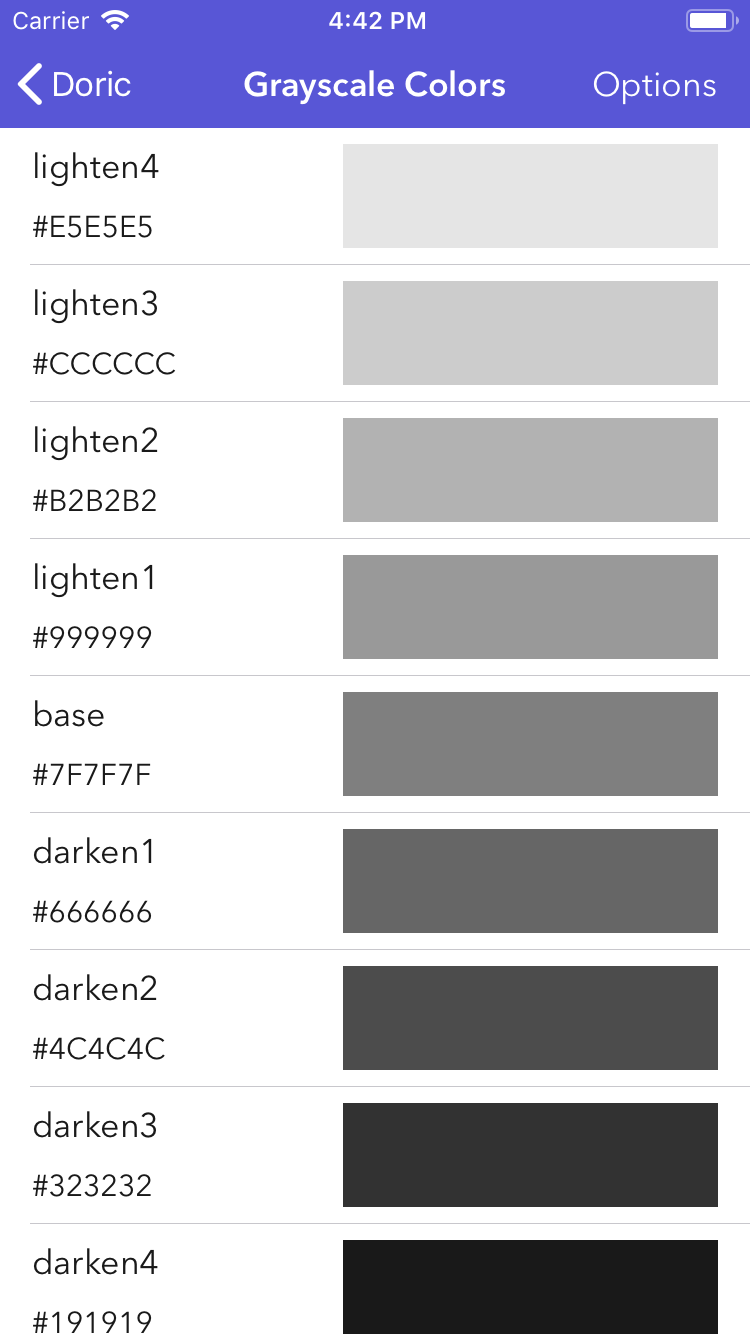 Carrier 4:42 PM
Doric Grayscale Colors Options
lighten4
#E5E5E5
lighten3
#CCCCCC
lighten2
#B2B2B2
lighten1
#999999
base
#7F7F7F
darken1
#666666
darken2
#4C4C4C
darken3
#323232
darken4
#191919